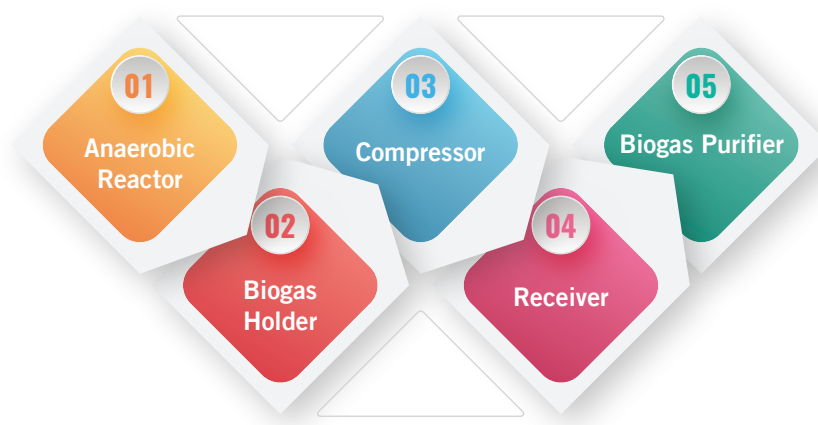 01
Anaerobic
Reactor
02
Biogas
Holder
03
Compressor
04
Receiver
05
Biogas Purifier